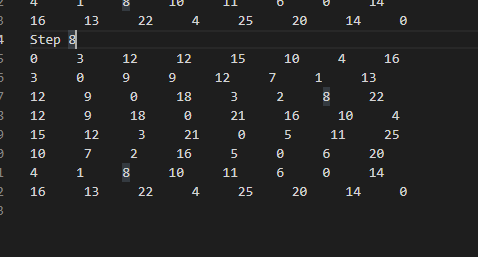 4 1 8 10 11 6 0 14
16 13 22 4 25 20 14 0
Step 8
0 3 12 12 15 10 4 16
3 0 9 9 12 7 1 13
12 9 0 18 3 2 8 22
12 9 18 0 21 16 10 4
15 12 3 21 0 5 11 25
10 7 2 16 5 0 6 20
4 1 8 10 11 6 0 14
16 13 22 4 25 20 14 0